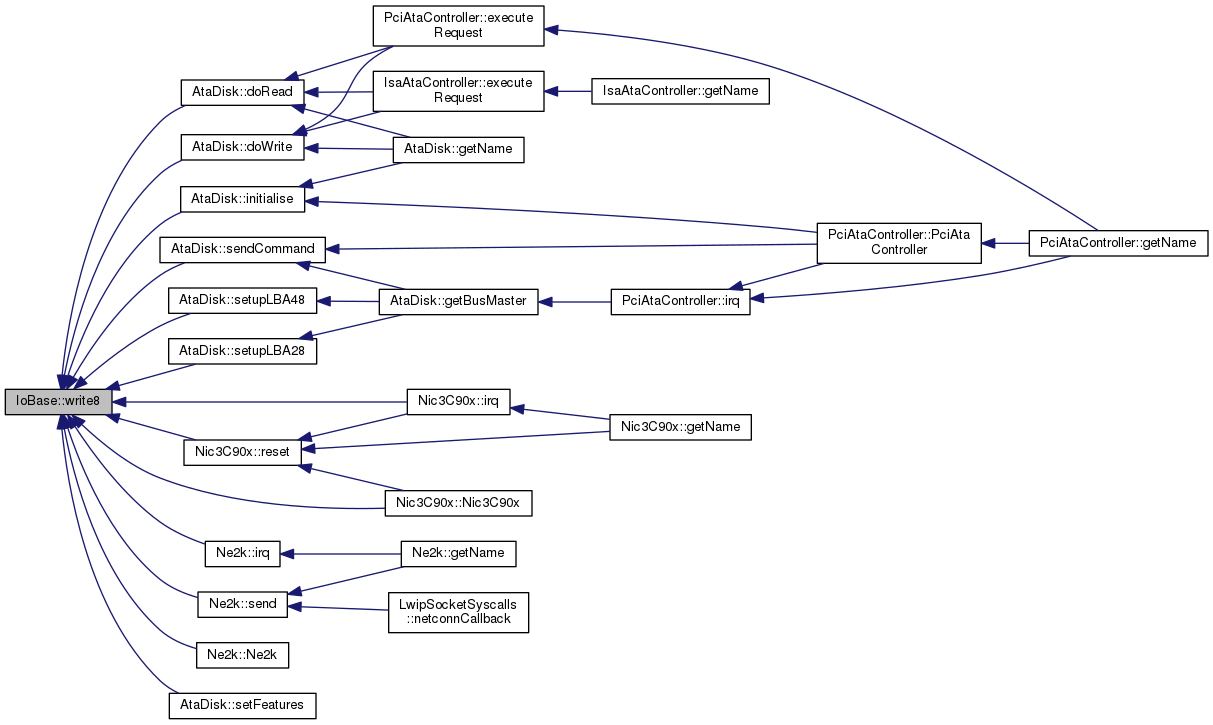 PciAtaController::execute
Request
IsaAtaController::execute
Request
IsaAtaController::getName
AtaDisk::doRead
AtaDisk::doWrite
AtaDisk::getName
AtaDisk::initialise
AtaDisk::sendCommand
PciAtaController::PciAta
Controller
PciAtaController::getName
AtaDisk::setupLBA48
AtaDisk::getBusMaster
PciAtaController::irq
AtaDisk::setupLBA28
IoBase::write8
Nic3C90x::irq
Nic3C90x::getName
Nic3C90x::reset
Nic3C90x::Nic3C90x
Ne2k::irq
Ne2k::getName
Ne2k::send
LwipSocketSyscalls
::netconnCallback
Ne2k::Ne2k
AtaDisk::setFeatures